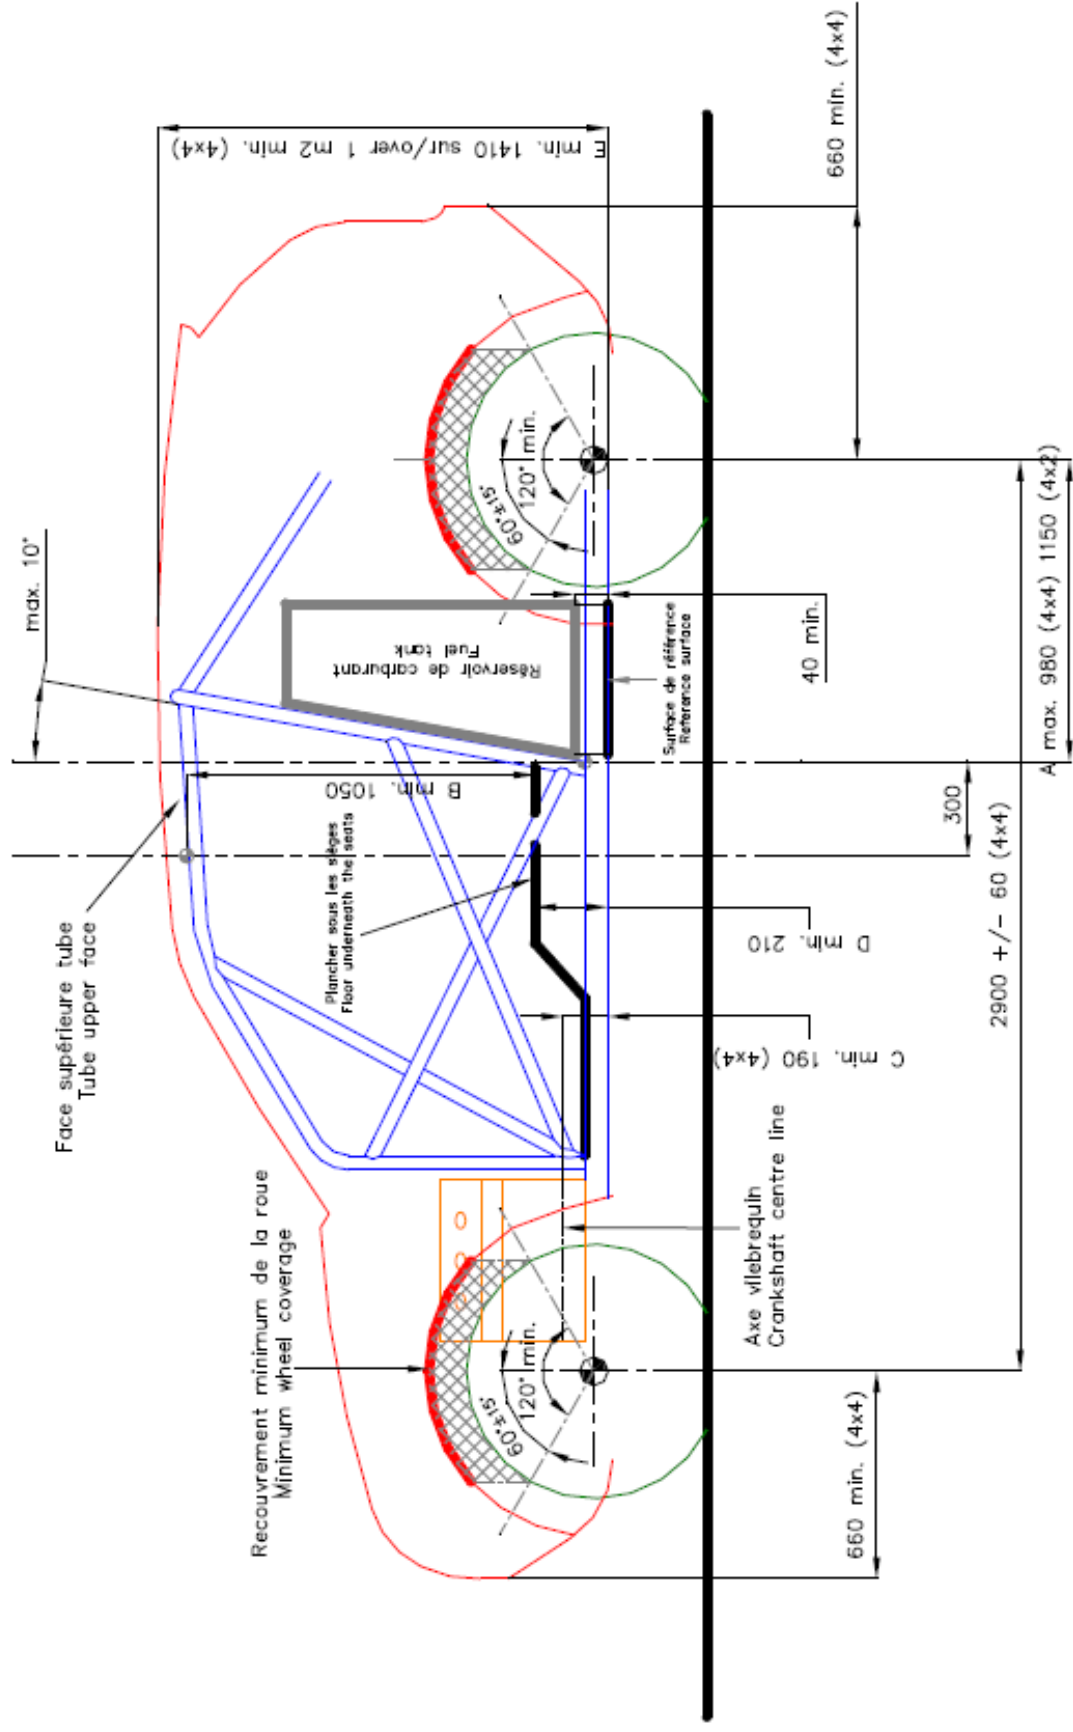 Face supérieure tube
Tube upper face
max. 10°
E min. 1410 sur/over 1 m2 min. (4x4)
Recouvrement minimum de la roue
Minimum wheel coverage
B min. 1050
Plancher sous les sièges
Floor underneath the seats
Réservoir de carburant
Fuel tank
60°±15°
120° min.
60°±15°
120° min.
Surface de référence
Reference surface
Axe vilebrequin
Crankshaft centre line
C min. 190 (4x4)
D min. 210
40 min.
660 min. (4x4)
300
660 min. (4x4)
2900 +/- 60 (4x4)
A max. 980 (4x4) 1150 (4x2)